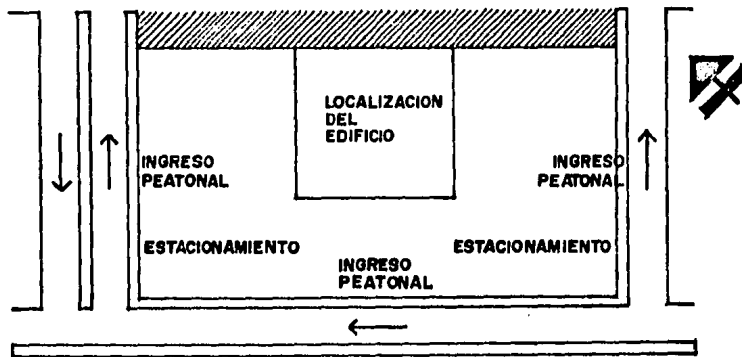 LOCALIZACION
DEL
EDIFICIO
INGRESO
PEATONAL
INGRESO
PEATONAL
ESTACIONAMIENTO
ESTACIONAMIENTO
INGRESO
PEATONAL